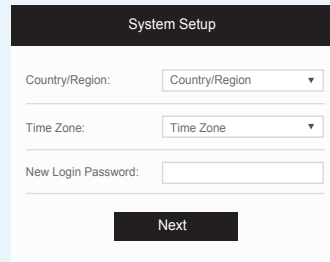 System Setup
Country/Region: Country/Region
Time Zone: Time Zone
New Login Password:
Next